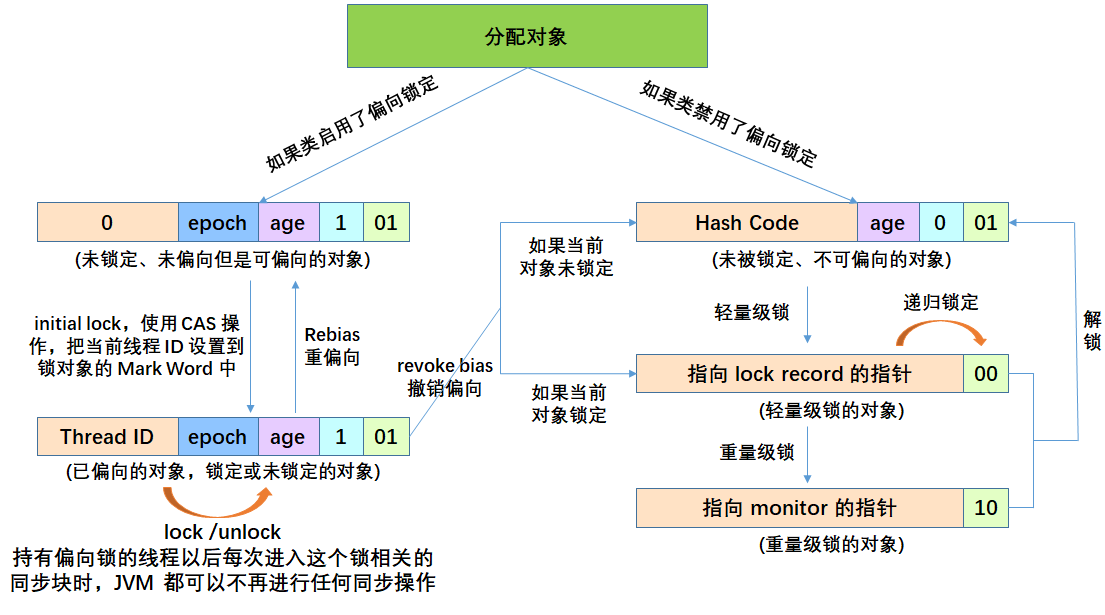 分配对象
如果类启用了偏向锁定
如果类禁用了偏向锁定
0 epoch age 1 01
(未锁定、未偏向但是可偏向的对象)
Hash Code age 0 01
(未被锁定、不可偏向的对象)
如果当前
对象未锁定
initial lock，使用 CAS 操
作，把当前线程 ID 设置到
锁对象的 Mark Word 中
Rebias
重偏向
revoke bias
撤销偏向
轻量级锁
递归锁定
解
锁
指向 lock record 的指针 00
(轻量级锁的对象)
如果当前
对象锁定
Thread ID epoch age 1 01
(已偏向的对象，锁定或未锁定的对象)
重量级锁
指向 monitor 的指针 10
(重量级锁的对象)
lock /unlock
持有偏向锁的线程以后每次进入这个锁相关的
同步块时，JVM 都可以不再进行任何同步操作